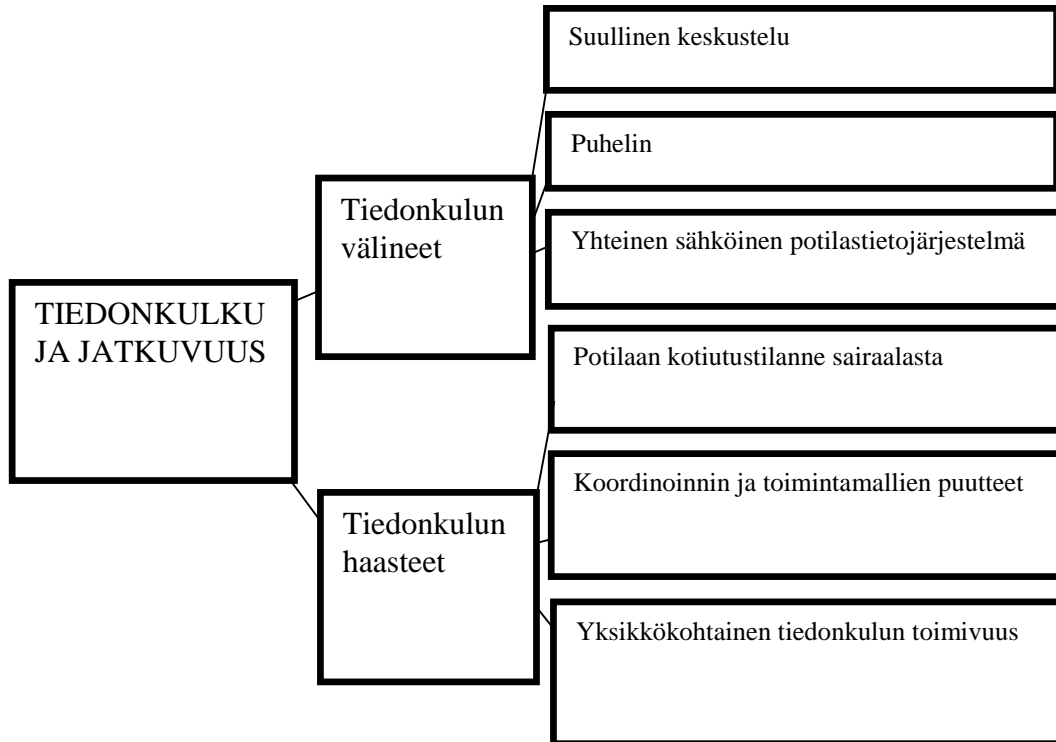 TIEDONKULKU
JA JATKUVUUS
Tiedonkulun
välineet
Suullinen keskustelu
Puhelin
Yhteinen sähköinen potilastietojärjestelmä
Tiedonkulun
haasteet
Potilaan kotiutustilanne sairaalasta
Koordinoinnin ja toimintamallien puutteet
Yksikkökohtainen tiedonkulun toimivuus